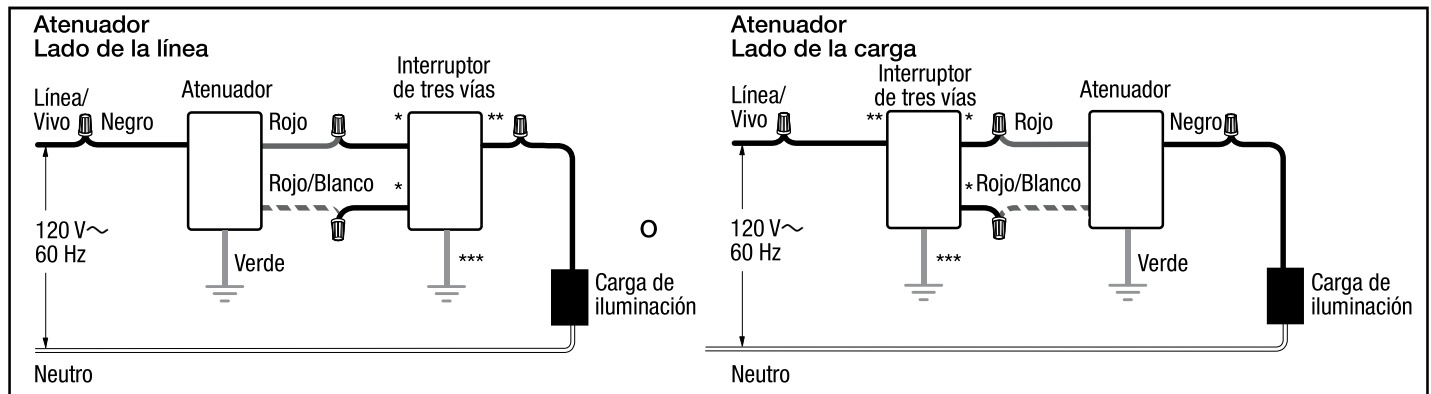 Atenuador
Lado de la línea
Línea/
Vivo
Negro
Atenuador
Rojo
Rojo/Blanco
Interruptor
de tres vías
*
**
*
120 V～
60 Hz
Verde
***
Carga de
iluminación
Neutro
O
Atenuador
Lado de la carga
Línea/
Vivo
Interruptor
de tres vías
**
*
Rojo
Atenuador
Negro
* Rojo/Blanco
120 V～
60 Hz
***
Verde
Carga de
iluminación
Neutro